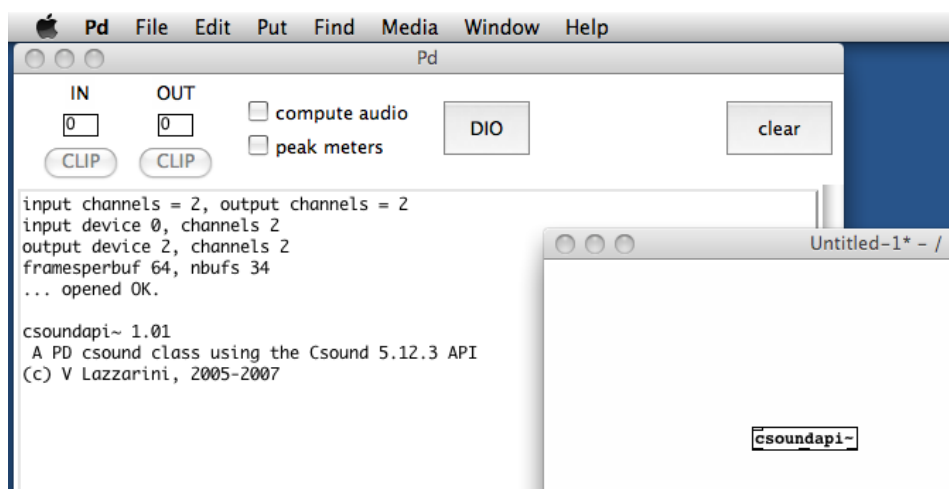 Pd File Edit Put Find Media Window Help
Pd
IN OUT
0 0
CLIP CLIP
compute audio
peak meters
DIO
clear
input channels = 2, output channels = 2
input device 0, channels 2
output device 2, channels 2
framesperbuf 64, nbufs 34
... opened OK.
csoundapi~ 1.01
A PD csound class using the Csound 5.12.3 API
(c) V Lazzarini, 2005-2007
Untitled-1* - /
csoundapi~